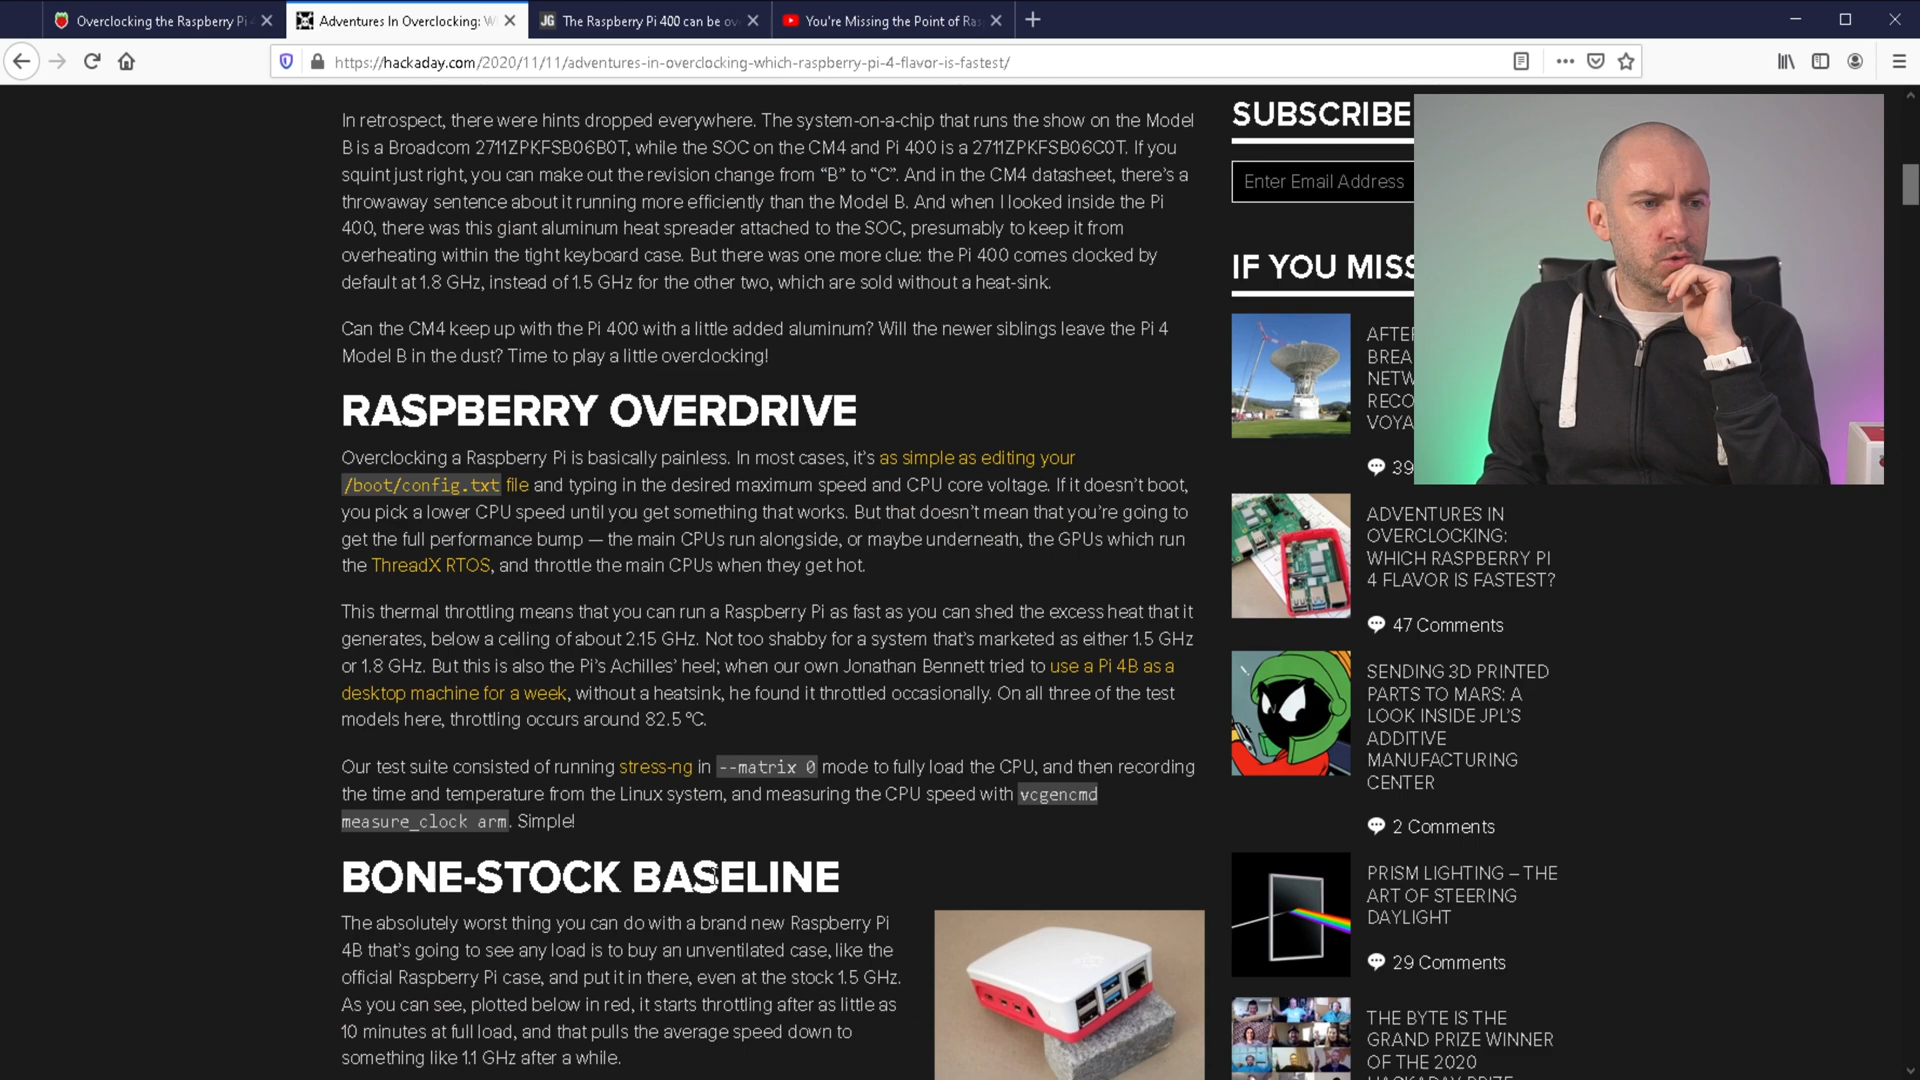 Overclocking the Raspberry Pi
Adventures In Overclocking: W
JG The Raspberry Pi 400 can be ov
You're Missing the Point of Ras
https://hackaday.com/2020/11/11/adventures-in-overclocking-which-raspberry-pi-4-flavor-is-fastest/
In retrospect, there were hints dropped everywhere. The system-on-a-chip that runs the show on the Model
B is a Broadcom 2711ZPKFSB06B0T, while the SOC on the CM4 and Pi 400 is a 2711ZPKFSB06C0T. If you
squint just right, you can make out the revision change from “B” to “C”. And in the CM4 datasheet, there’s a
throwaway sentence about it running more efficiently than the Model B. And when I looked inside the Pi
400, there was this giant aluminum heat spreader attached to the SOC, presumably to keep it from
overheating within the tight keyboard case. But there was one more clue: the Pi 400 comes clocked by
default at 1.8 GHz, instead of 1.5 GHz for the other two, which are sold without a heat-sink.
Can the CM4 keep up with the Pi 400 with a little added aluminum? Will the newer siblings leave the Pi 4
Model B in the dust? Time to play a little overclocking!
RASPBERRY OVERDRIVE
Overclocking a Raspberry Pi is basically painless. In most cases, it’s as simple as editing your
/boot/config.txt file and typing in the desired maximum speed and CPU core voltage. If it doesn’t boot,
you pick a lower CPU speed until you get something that works. But that doesn’t mean that you’re going to
get the full performance bump — the main CPUs run alongside, or maybe underneath, the GPUs which run
the ThreadX RTOS, and throttle the main CPUs when they get hot.
This thermal throttling means that you can run a Raspberry Pi as fast as you can shed the excess heat that it
generates, below a ceiling of about 2.15 GHz. Not too shabby for a system that’s marketed as either 1.5 GHz
or 1.8 GHz. But this is also the Pi’s Achilles’ heel; when our own Jonathan Bennett tried to use a Pi 4B as a
desktop machine for a week, without a heatsink, he found it throttled occasionally. On all three of the test
models here, throttling occurs around 82.5 ºC.
Our test suite consisted of running stress-ng in --matrix 0 mode to fully load the CPU, and then recording
the time and temperature from the Linux system, and measuring the CPU speed with vcgencmd
measure_clock arm. Simple!
BONE-STOCK BASELINE
The absolutely worst thing you can do with a brand new Raspberry Pi
4B that’s going to see any load is to buy an unventilated case, like the
official Raspberry Pi case, and put it in there, even at the stock 1.5 GHz.
As you can see, plotted below in red, it starts throttling after as little as
10 minutes at full load, and that pulls the average speed down to
something like 1.1 GHz after a while.
SUBSCRIBE
Enter Email Address
IF YOU MISS
AFTE
BREA
NETW
RECO
VOYA
39
ADVENTURES IN
OVERCLOCKING:
WHICH RASPBERRY PI
4 FLAVOR IS FASTEST?
47 Comments
SENDING 3D PRINTED
PARTS TO MARS: A
LOOK INSIDE JPL’S
ADDITIVE
MANUFACTURING
CENTER
2 Comments
PRISM LIGHTING – THE
ART OF STEERING
DAYLIGHT
29 Comments
THE BYTE IS THE
GRAND PRIZE WINNER
OF THE 2020
HACKADAY PRIZE